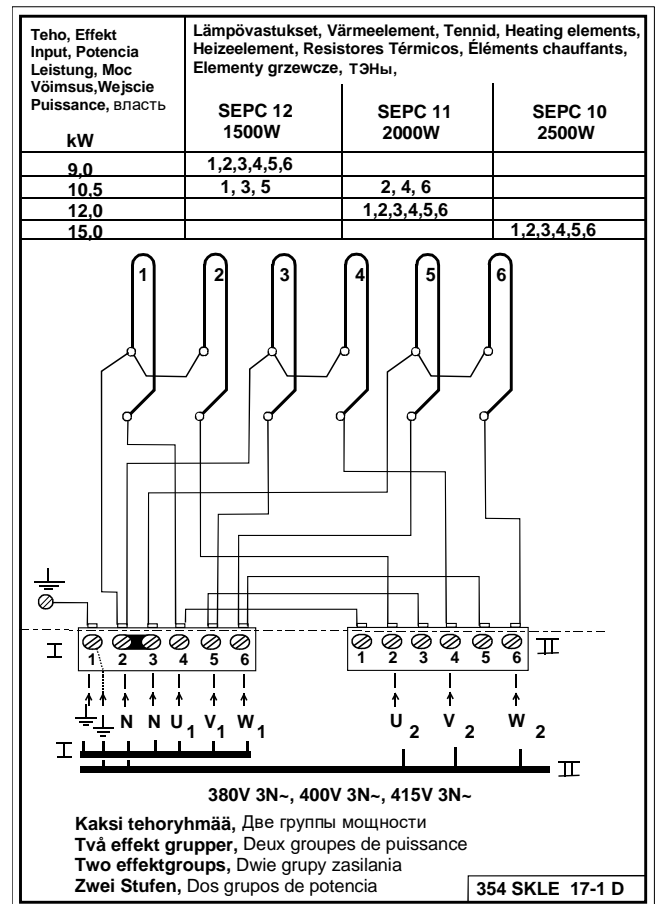 Teho, Effekt
Input, Potencia
Leistung, Moc
Vöimsus,Wejscie
Puissance, власть
kW
Lämpövastukset, Värmeelement, Tennid, Heating elements,
Heizeelement, Resistores Térmicos, Éléments chauffants,
Elementy grzewcze, ТЭНы,
SEPC 12
1500W
SEPC 11
2000W
SEPC 10
2500W
9,0 1,2,3,4,5,6
10,5 1, 3, 5 2, 4, 6
12,0 1,2,3,4,5,6
15,0 1,2,3,4,5,6
1 2 3 4 5 6
I 1 2 3 4 5 6 1 2 3 4 5 6 II
N N U1 V1 W1 U2 V2 W2
I
II
380V 3N~, 400V 3N~, 415V 3N~
Kaksi tehoryhmää, Две группы мощности
Två effekt grupper, Deux groupes de puissance
Two effektgroups, Dwie grupy zasilania
Zwei Stufen, Dos grupos de potencia
354 SKLE 17-1 D